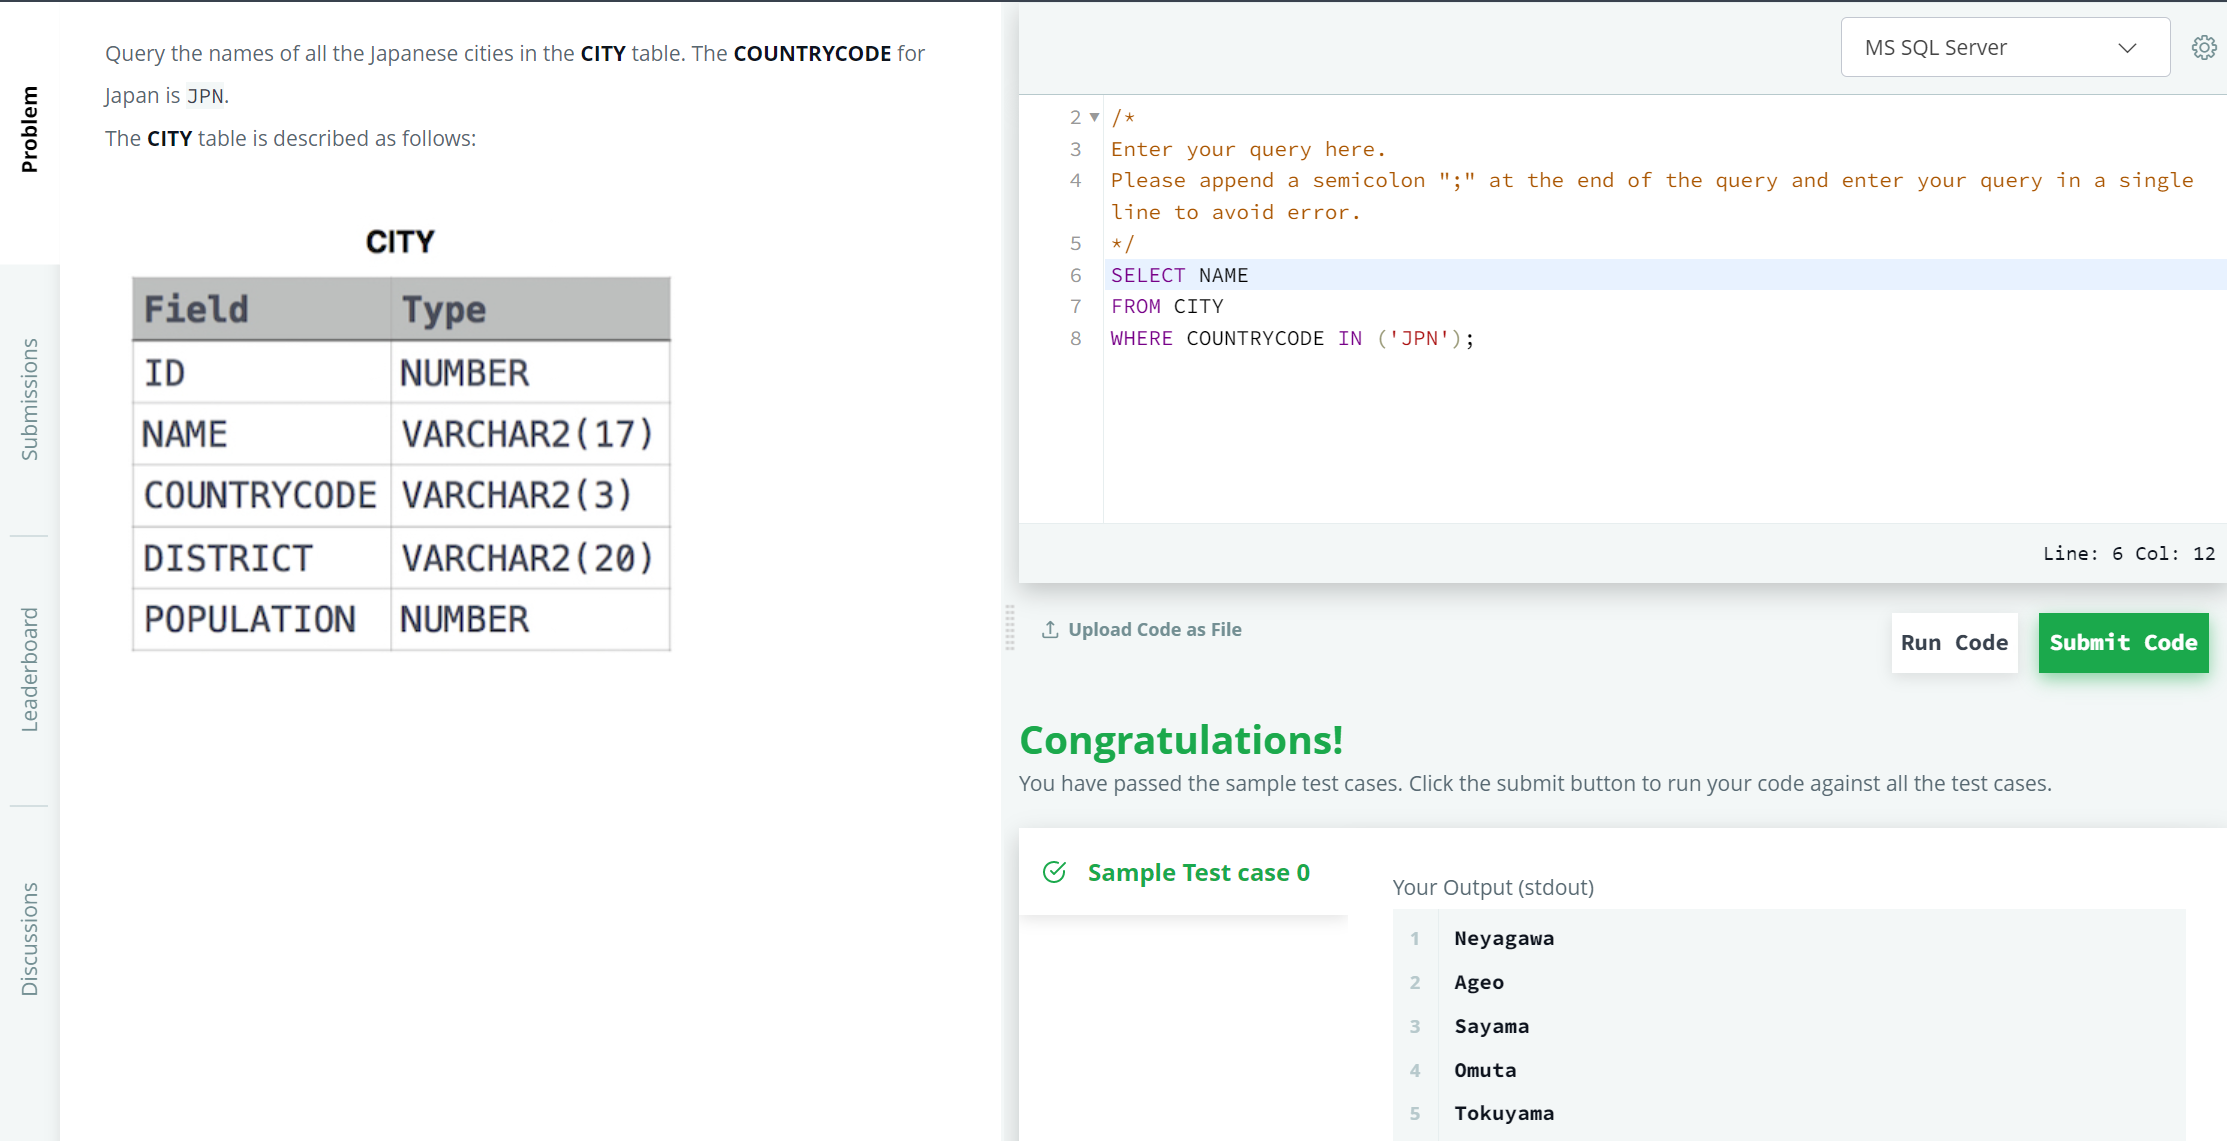 Problem
Submissions
Leaderboard
Discussions
Query the names of all the Japanese cities in the CITY table. The COUNTRYCODE for
Japan is JPN.
The CITY table is described as follows:
CITY
Field Type
ID NUMBER
NAME VARCHAR2(17)
COUNTRYCODE VARCHAR2(3)
DISTRICT VARCHAR2(20)
POPULATION NUMBER
MS SQL Server
2 /*
3 Enter your query here.
4 Please append a semicolon ";" at the end of the query and enter your query in a single
line to avoid error.
5 */
6 SELECT NAME
7 FROM CITY
8 WHERE COUNTRYCODE IN ('JPN');
Line: 6 Col: 12
Upload Code as File
Run Code
Submit Code
Congratulations!
You have passed the sample test cases. Click the submit button to run your code against all the test cases.
Sample Test case 0
Your Output (stdout)
1 Neyagawa
2 Ageo
3 Sayama
4 Omuta
5 Tokuyama